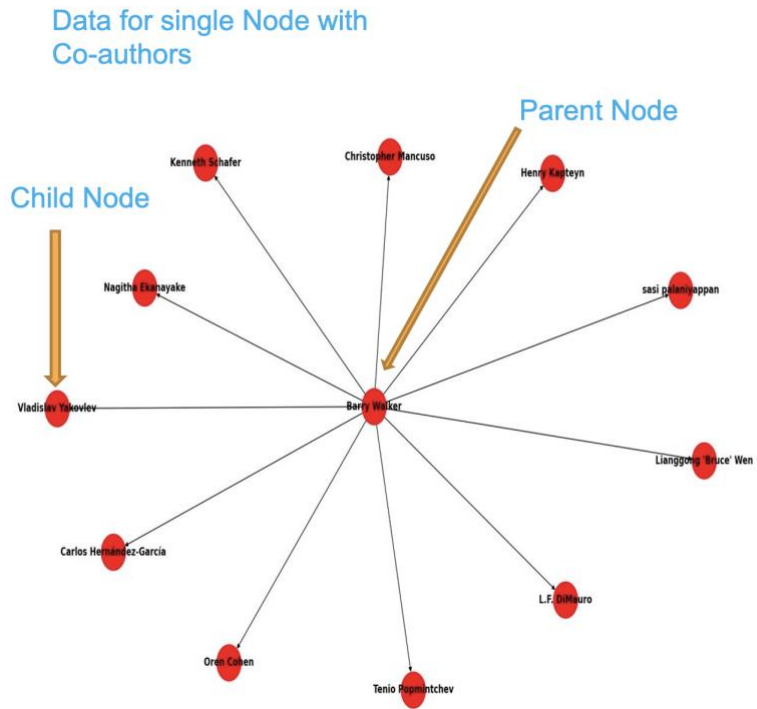 Data for single Node with
Co-authors
Parent Node
Christopher Mancuso
Kenneth Schafer
Henry Kapteyn
Child Node
Nagitha Ekanayake
sasi palaniyappan
Vladislav Yakovlev
Barry Walker
Lianggong 'Bruce' Wen
Carlos Hernández-García
L.F. DiMauro
Oren Cohen
Tenio Popmintchev